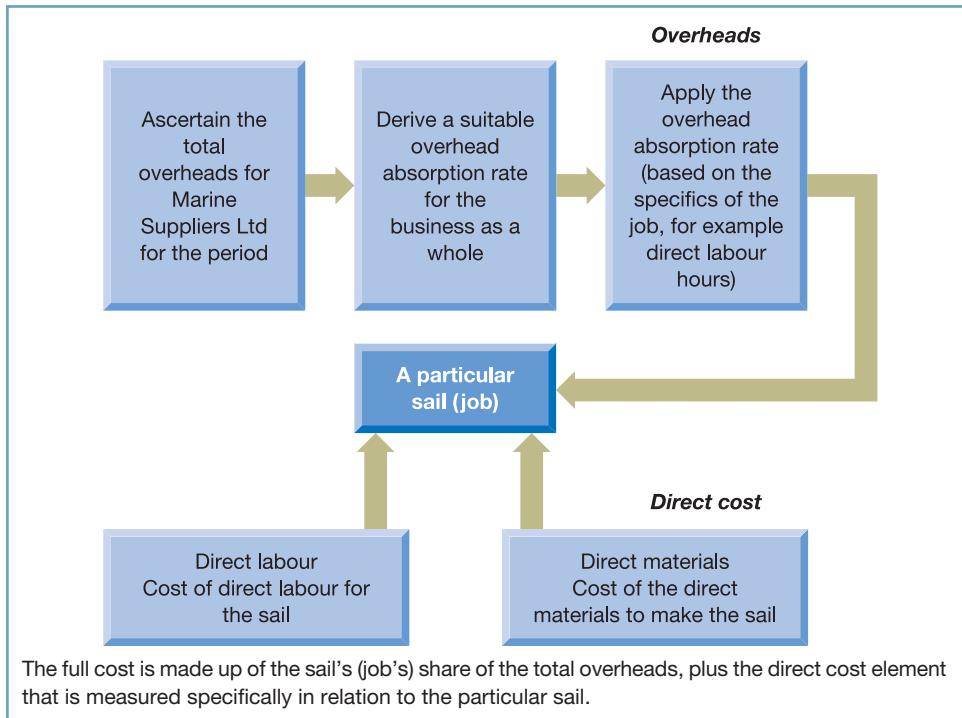 Overheads
Ascertain the
total
overheads for
Marine
Suppliers Ltd
for the period
Derive a suitable
overhead
absorption rate
for the
business as a
whole
Apply the
overhead
absorption rate
(based on the
specifics of the
job, for example
direct labour
hours)
A particular
sail (job)
Direct cost
Direct labour
Cost of direct labour for
the sail
Direct materials
Cost of the direct
materials to make the sail
The full cost is made up of the sail’s (job’s) share of the total overheads, plus the direct cost element
that is measured specifically in relation to the particular sail.